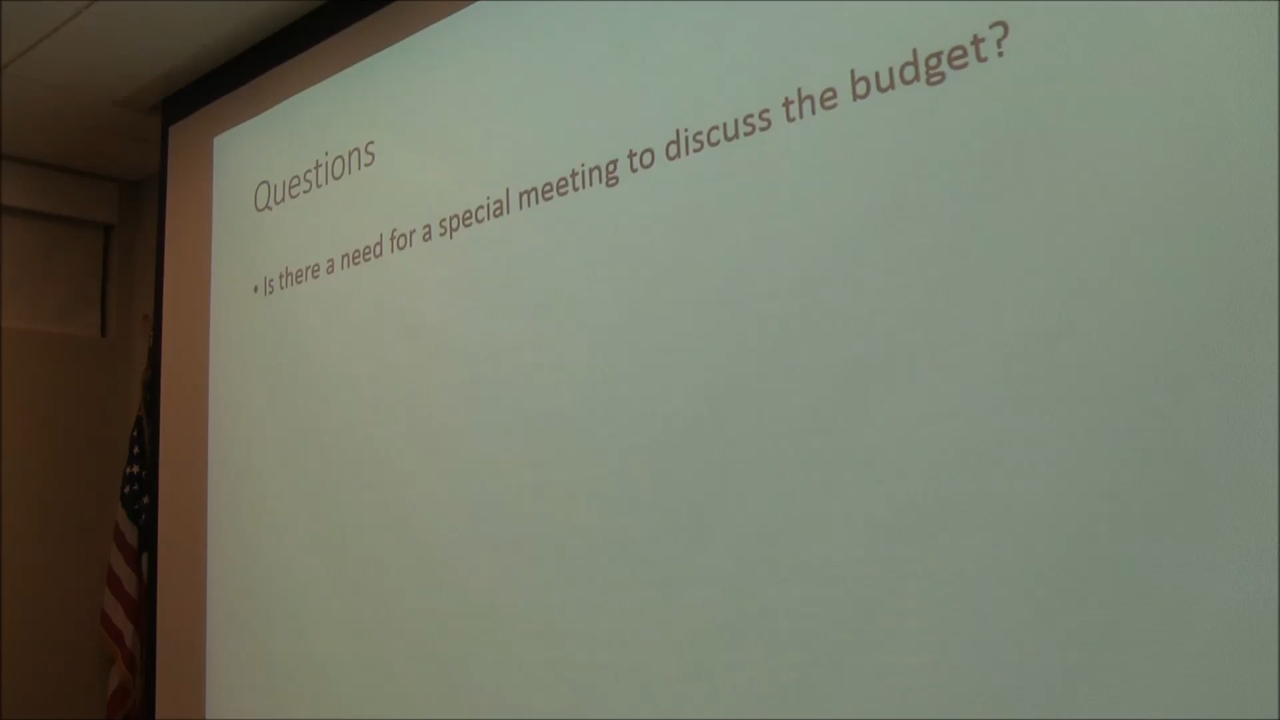 Questions
• Is there a need for a special meeting to discuss the budget?